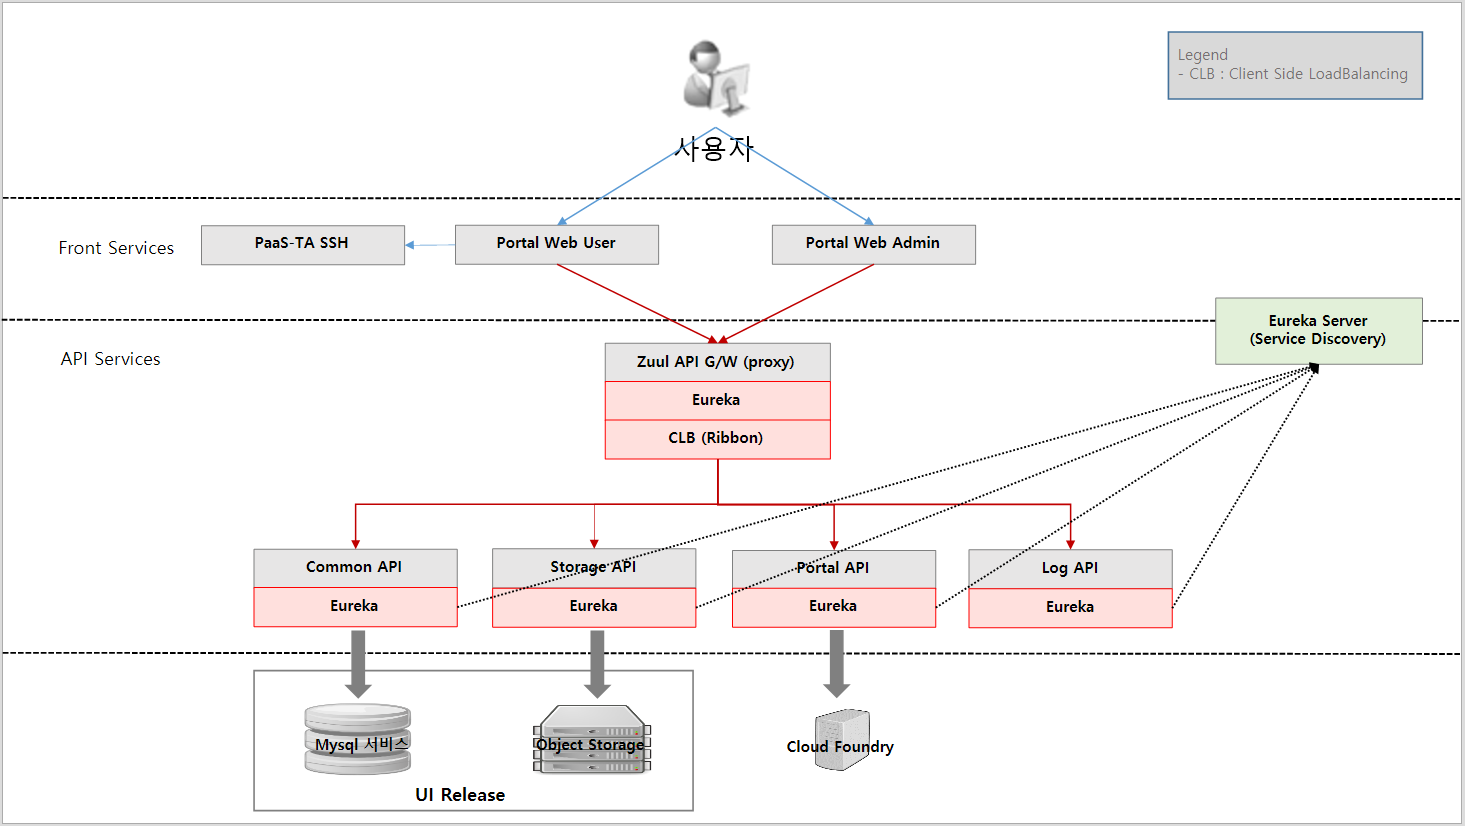 Legend
- CLB : Client Side LoadBalancing
사용자
Front Services
PaaS-TA SSH
Portal Web User
Portal Web Admin
Eureka Server
(Service Discovery)
API Services
Zuul API G/W (proxy)
Eureka
CLB (Ribbon)
Common API
Storage API
Portal API
Log API
Eureka
Eureka
Eureka
Eureka
Mysql 서비스
Object Storage
Cloud Foundry
UI Release